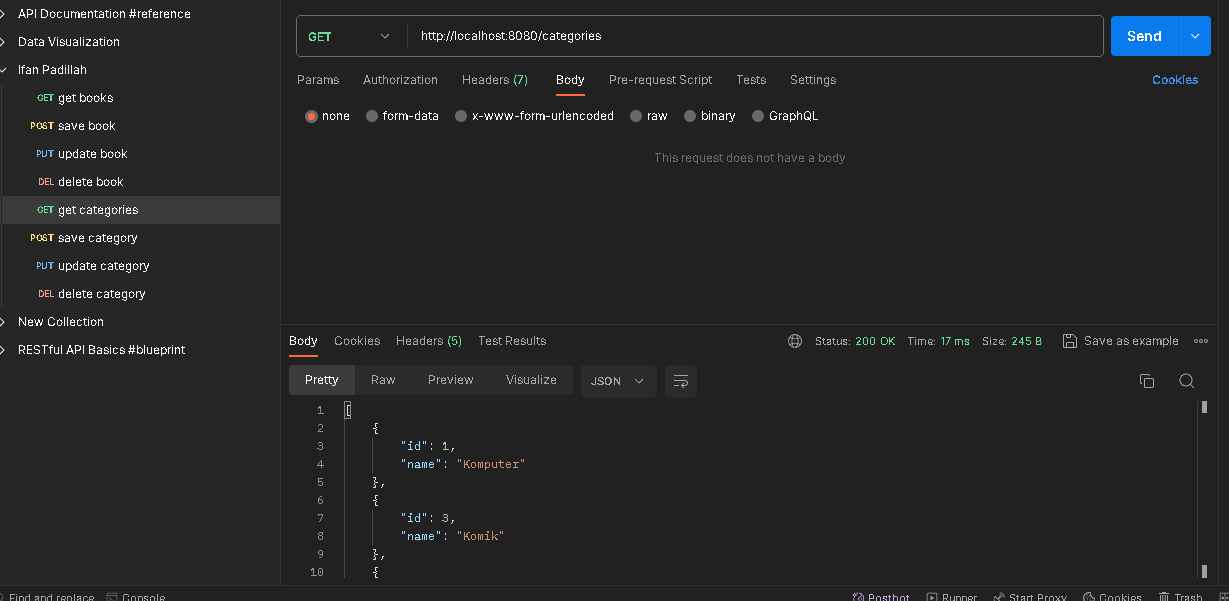 API Documentation #reference
Data Visualization
Ifan Padillah
GET get books
POST save book
PUT update book
DEL delete book
GET get categories
POST save category
PUT update category
DEL delete category
New Collection
RESTful API Basics #blueprint
GET http://localhost:8080/categories Send
Params Authorization Headers (7) Body Pre-request Script Tests Settings Cookies
none form-data x-www-form-urlencoded raw binary GraphQL
This request does not have a body
Body Cookies Headers (5) Test Results Status: 200 OK Time: 17 ms Size: 245 B Save as example
Pretty Raw Preview Visualize JSON
1 [
2 {
3 "id": 1,
4 "name": "Komputer"
5 },
6 {
7 "id": 3,
8 "name": "Komik"
9 },
10 {
Find and replace Console Postbot Runner Start Proxy Cookies Trash